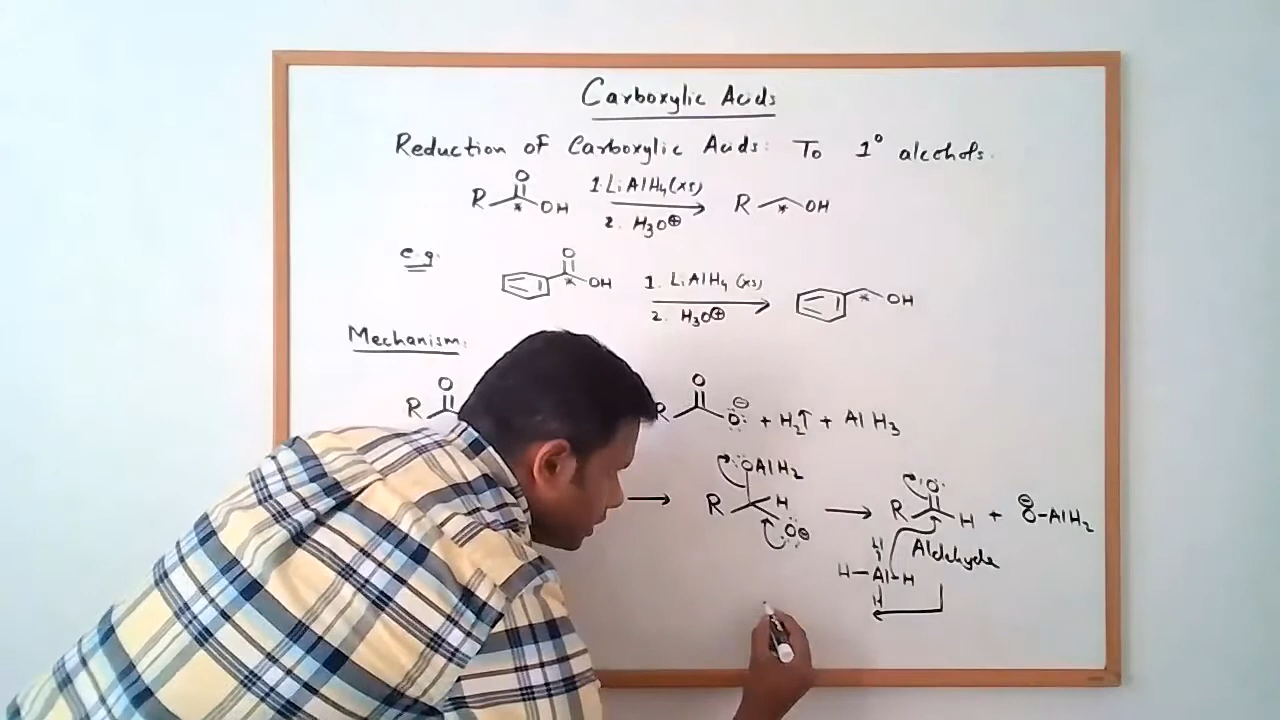 Carboxylic Acids
Reduction of Carboxylic Acids: To 1° alcohols.
O
R OH 1. LiAlH4 (xs) R OH
* 2. H3O⊕ *
e.g.
O
OH 1. LiAlH4 (xs) OH
* 2. H3O⊕ *
Mechanism:
O O
R R O⊖ + H2↑ + AlH3
OAlH2 O
R H R H + ⊖O-AlH2
O⊖ Aldehyde
H
H-Al-H
H